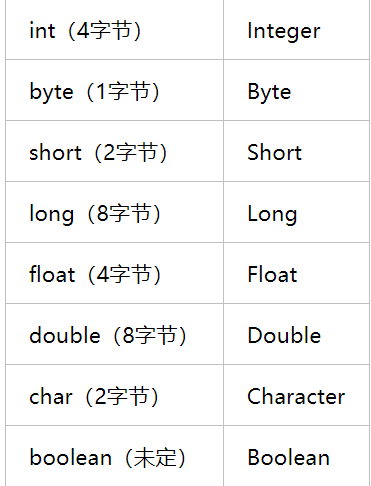 int（4字节） Integer
byte（1字节） Byte
short（2字节） Short
long（8字节） Long
float（4字节） Float
double（8字节） Double
char（2字节） Character
boolean（未定） Boolean